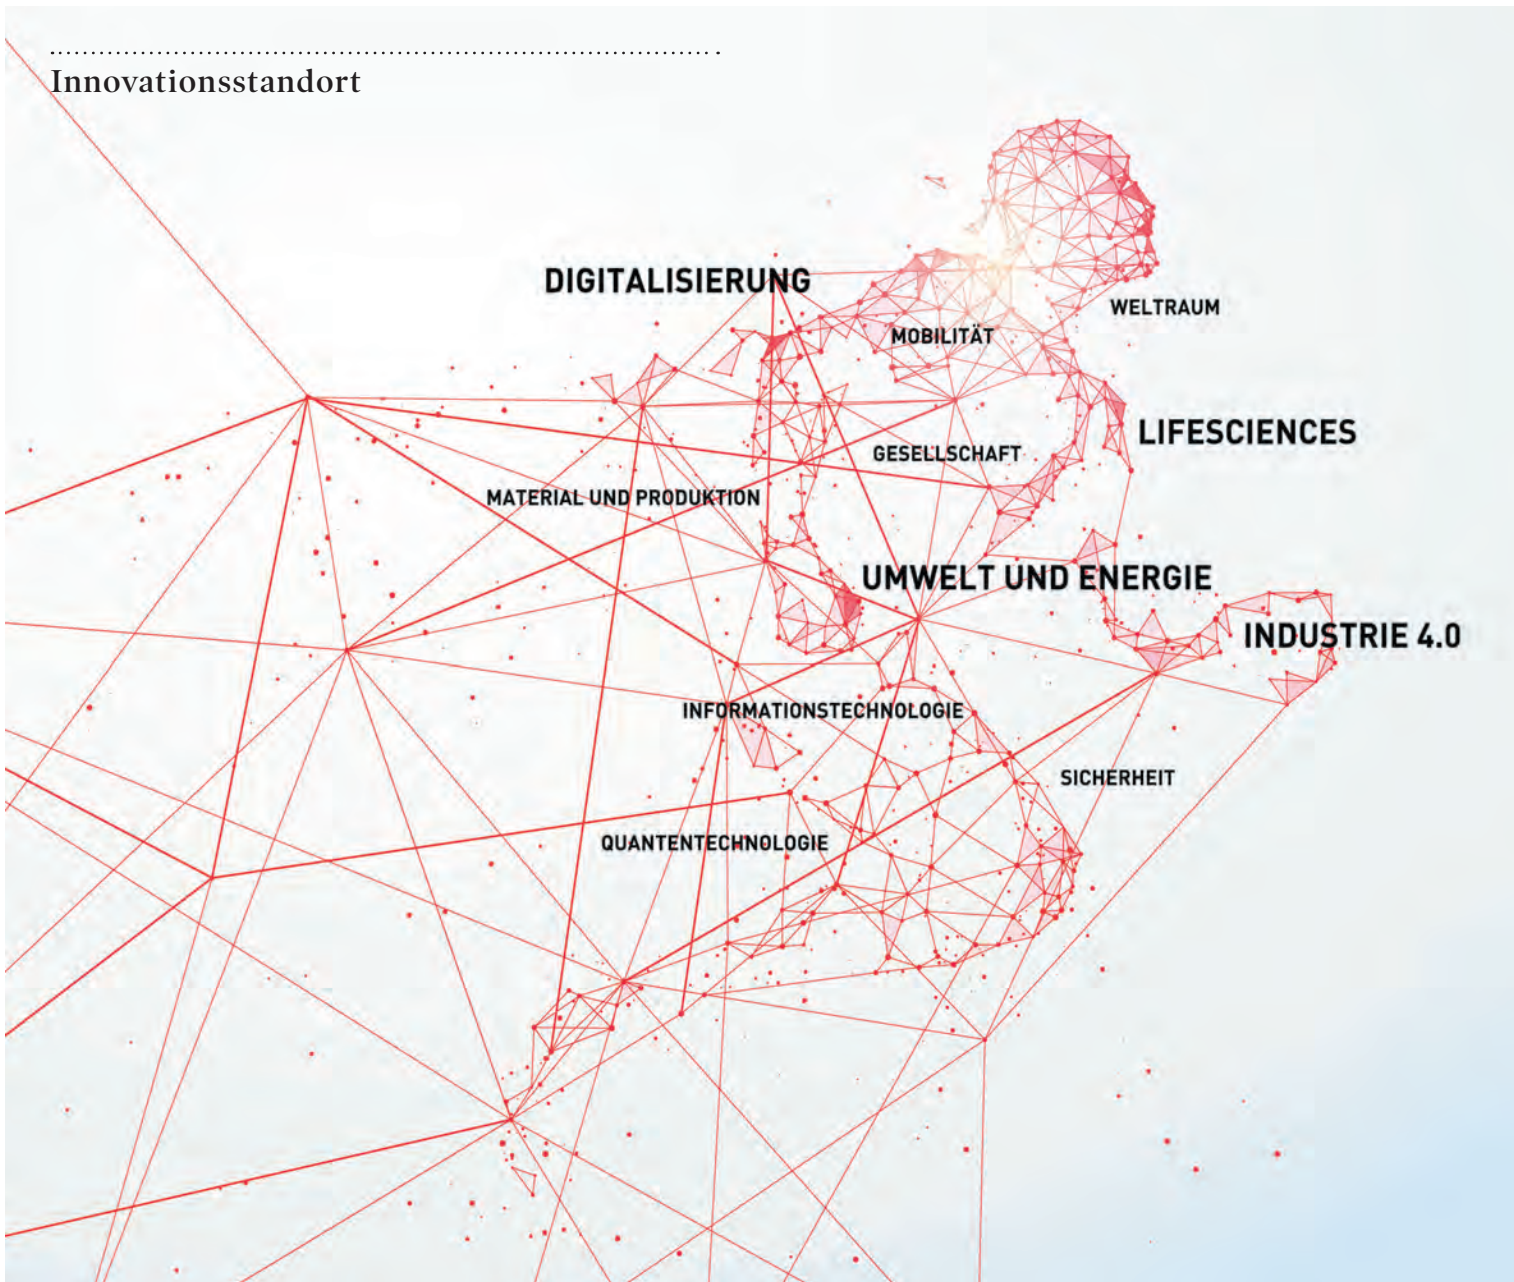 Innovationsstandort
DIGITALISIERUNG
WELTRAUM
MOBILITÄT
LIFESCIENCES
GESELLSCHAFT
MATERIAL UND PRODUKTION
UMWELT UND ENERGIE
INDUSTRIE 4.0
INFORMATIONSTECHNOLOGIE
SICHERHEIT
QUANTENTECHNOLOGIE